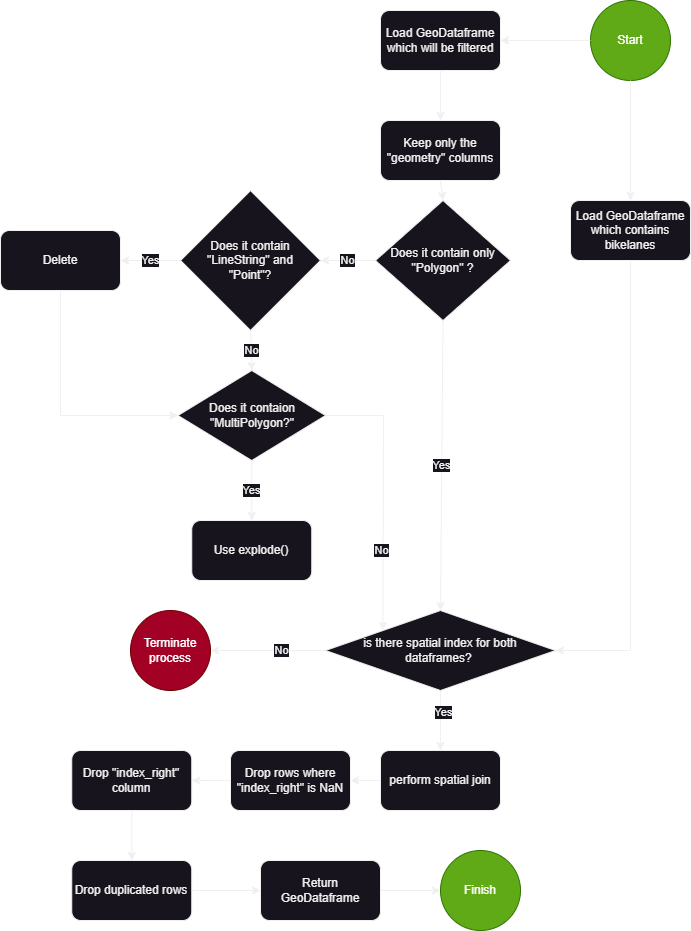 Load GeoDataframe
which will be filtered
Start
Keep only the
"geometry" columns
Load GeoDataframe
which contains
bikelanes
Delete
Yes
Does it contain
"LineString" and
"Point"?
No
Does it contain only
"Polygon" ?
No
Does it contaion
"MultiPolygon?"
Yes
Yes
Use explode()
No
Terminate
process
No
is there spatial index for both
dataframes?
Yes
Drop "index_right"
column
Drop rows where
"index_right" is NaN
perform spatial join
Drop duplicated rows
Return
GeoDataframe
Finish